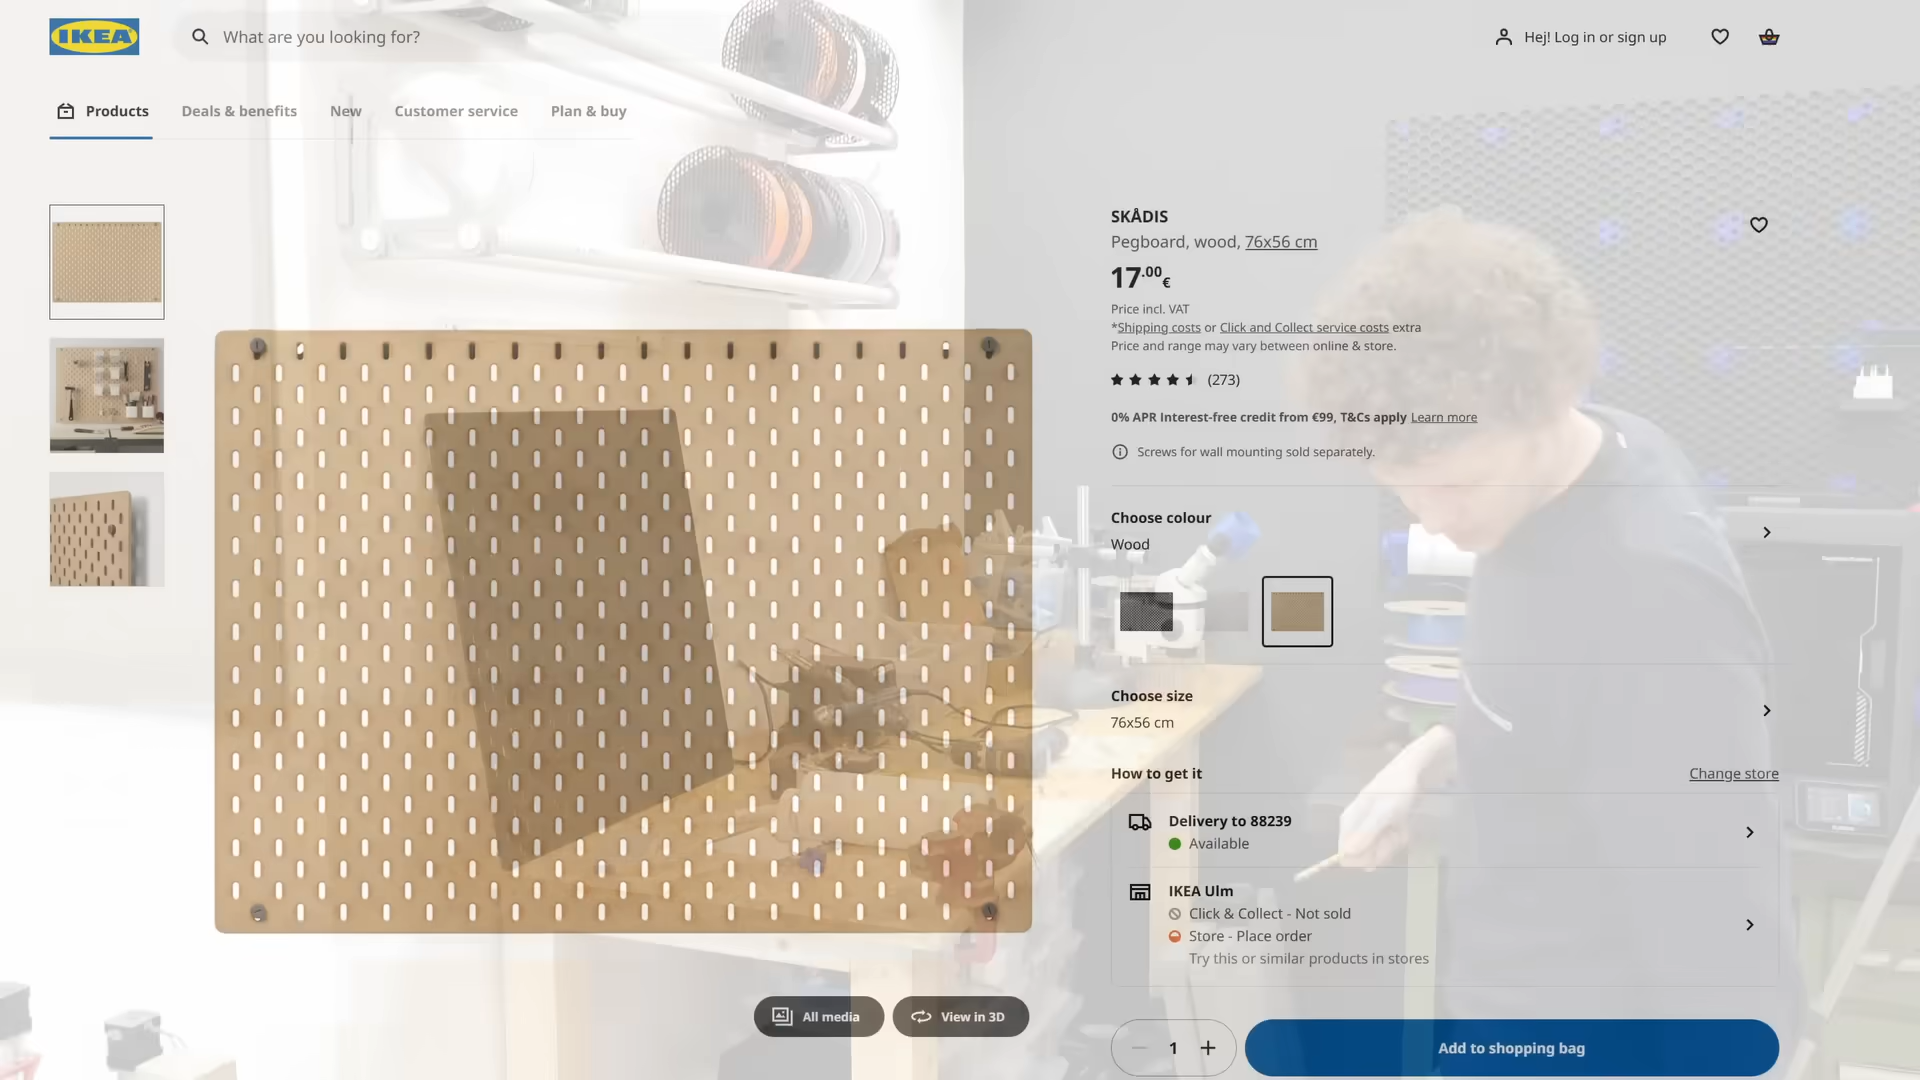 IKEA
What are you looking for?
Hej! Log in or sign up
Products
Deals & benefits
New
Customer service
Plan & buy
SKÅDIS
Pegboard, wood, 76x56 cm
17.00€
Price incl. VAT
*Shipping costs or Click and Collect service costs extra
Price and range may vary between online & store.
(273)
0% APR Interest-free credit from €99, T&Cs apply Learn more
Screws for wall mounting sold separately.
Choose colour
Wood
Choose size
76x56 cm
How to get it
Change store
Delivery to 88239
Available
IKEA Ulm
Click & Collect - Not sold
Store - Place order
Try this or similar products in stores
All media
View in 3D
1
Add to shopping bag